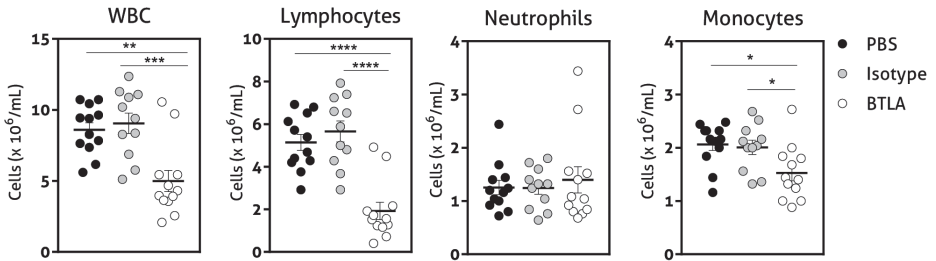 WBC
Cells (x 10⁶/mL)
15
10
5
0
**
***
Lymphocytes
Cells (x 10⁶/mL)
10
8
6
4
2
0
****
****
Neutrophils
Cells (x 10⁶/mL)
4
3
2
1
0
Monocytes
Cells (x 10⁶/mL)
4
3
2
1
0
*
*
PBS
Isotype
BTLA